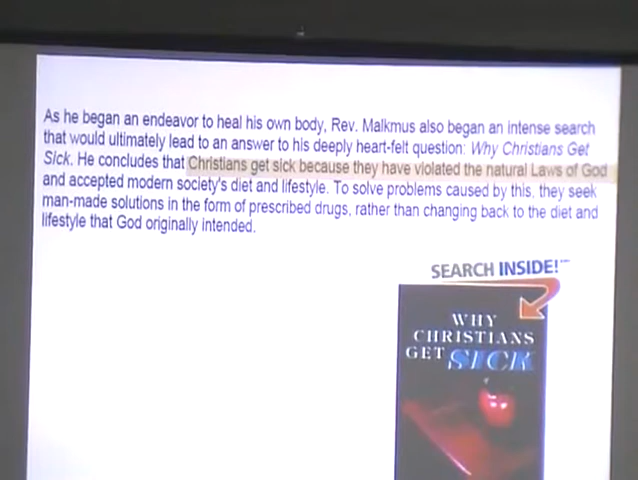 As he began an endeavor to heal his own body, Rev. Malkmus also began an intense search
that would ultimately lead to an answer to his deeply heart-felt question: Why Christians Get
Sick. He concludes that Christians get sick because they have violated the natural Laws of God
and accepted modern society's diet and lifestyle. To solve problems caused by this, they seek
man-made solutions in the form of prescribed drugs, rather than changing back to the diet and
lifestyle that God originally intended.
SEARCH INSIDE!™
WHY
CHRISTIANS
GET SICK